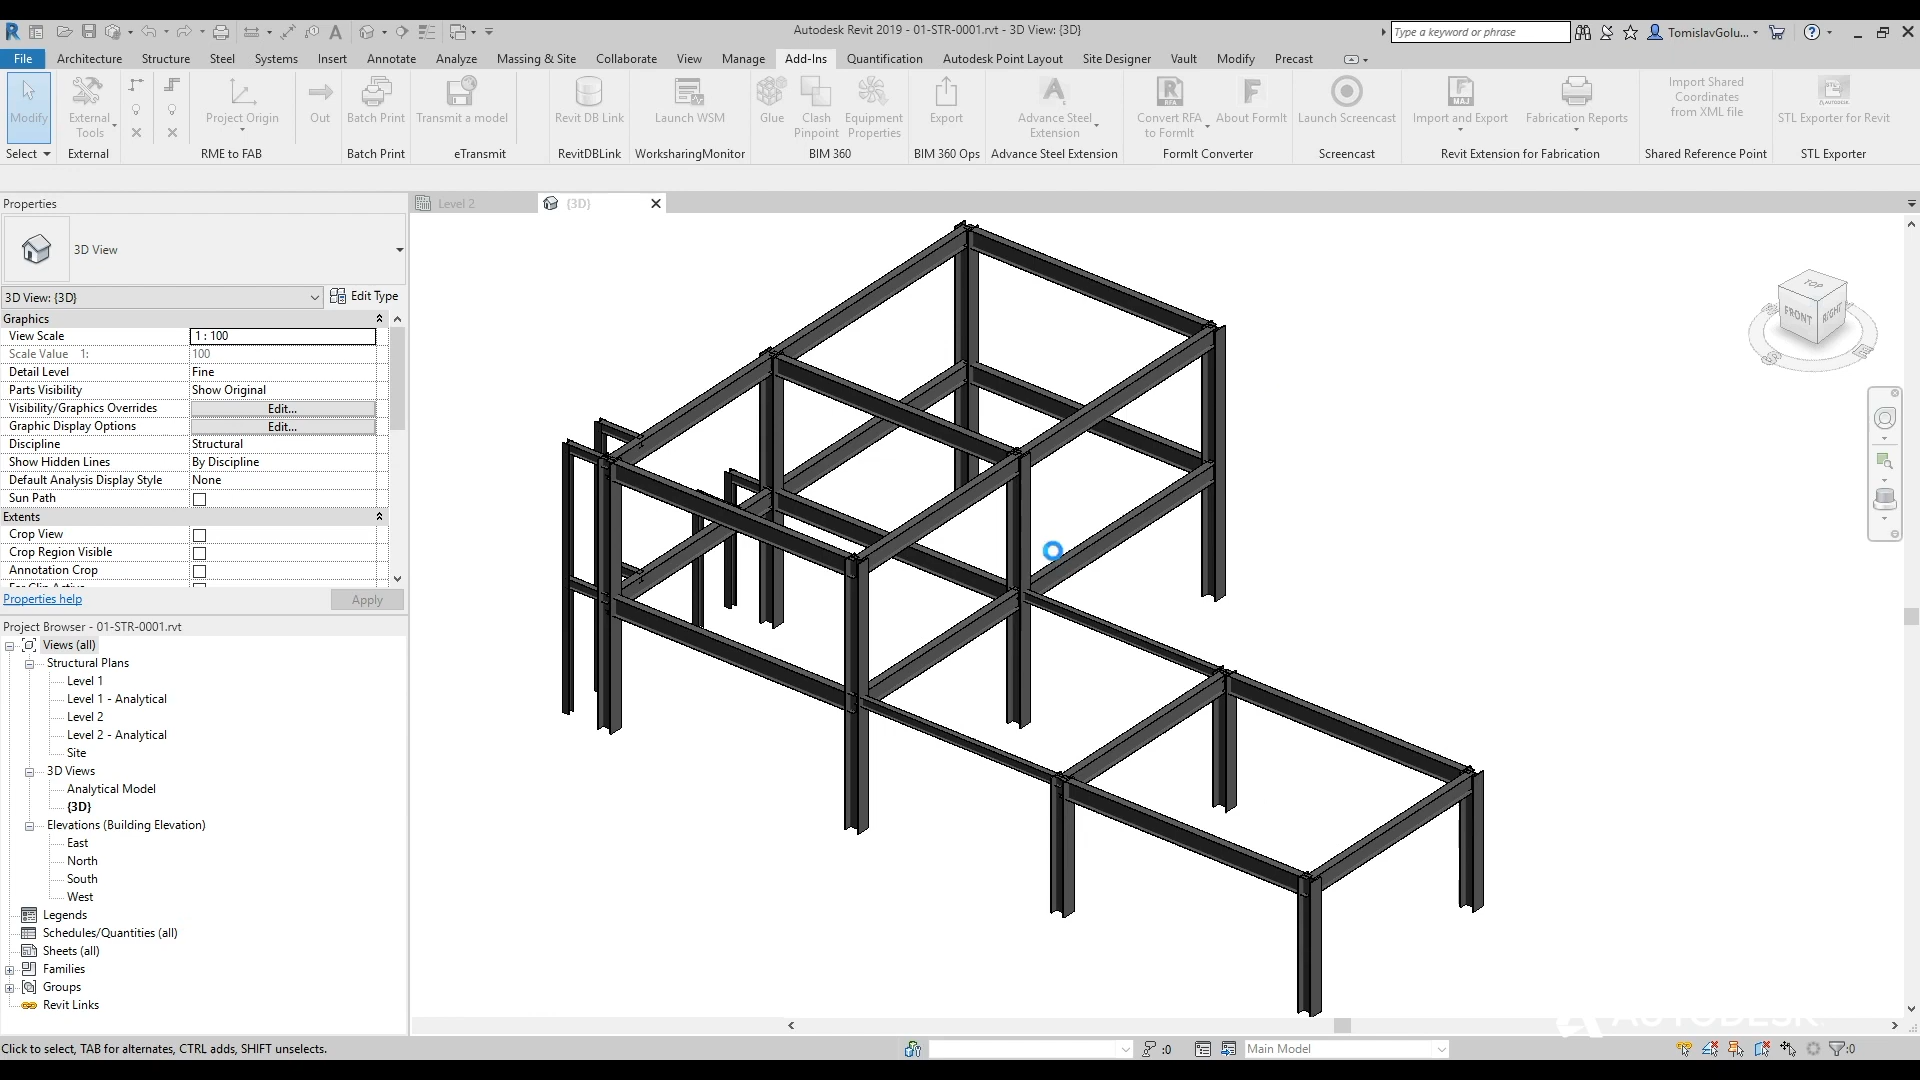 Autodesk Revit 2019 - 01-STR-0001.rvt - 3D View: {3D}
Type a keyword or phrase
TomislavGolu...
File Architecture Structure Steel Systems Insert Annotate Analyze Massing & Site Collaborate View Manage Add-Ins Quantification Autodesk Point Layout Site Designer Vault Modify Precast
Modify
External
Tools
Project Origin
Out
Batch Print
Transmit a model
Revit DB Link
Launch WSM
Glue
Clash
Pinpoint
Equipment
Properties
Export
Advance Steel
Extension
Convert RFA
to FormIt
About FormIt
Launch Screencast
Import and Export
Fabrication Reports
Import Shared
Coordinates
from XML file
STL Exporter for Revit
Select External RME to FAB Batch Print eTransmit RevitDBLink WorksharingMonitor BIM 360 BIM 360 Ops Advance Steel Extension FormIt Converter Screencast Revit Extension for Fabrication Shared Reference Point STL Exporter
Properties
Level 2
{3D}
3D View
3D View: {3D}
Edit Type
Graphics
View Scale 1 : 100
Scale Value 1: 100
Detail Level Fine
Parts Visibility Show Original
Visibility/Graphics Overrides Edit...
Graphic Display Options Edit...
Discipline Structural
Show Hidden Lines By Discipline
Default Analysis Display Style None
Sun Path
Extents
Crop View
Crop Region Visible
Annotation Crop
Properties help
Apply
TOP
FRONT
RIGHT
Project Browser - 01-STR-0001.rvt
Views (all)
Structural Plans
Level 1
Level 1 - Analytical
Level 2
Level 2 - Analytical
Site
3D Views
Analytical Model
{3D}
Elevations (Building Elevation)
East
North
South
West
Legends
Schedules/Quantities (all)
Sheets (all)
Families
Groups
Revit Links
AUTODESK
Click to select, TAB for alternates, CTRL adds, SHIFT unselects.
:0
Main Model
:0